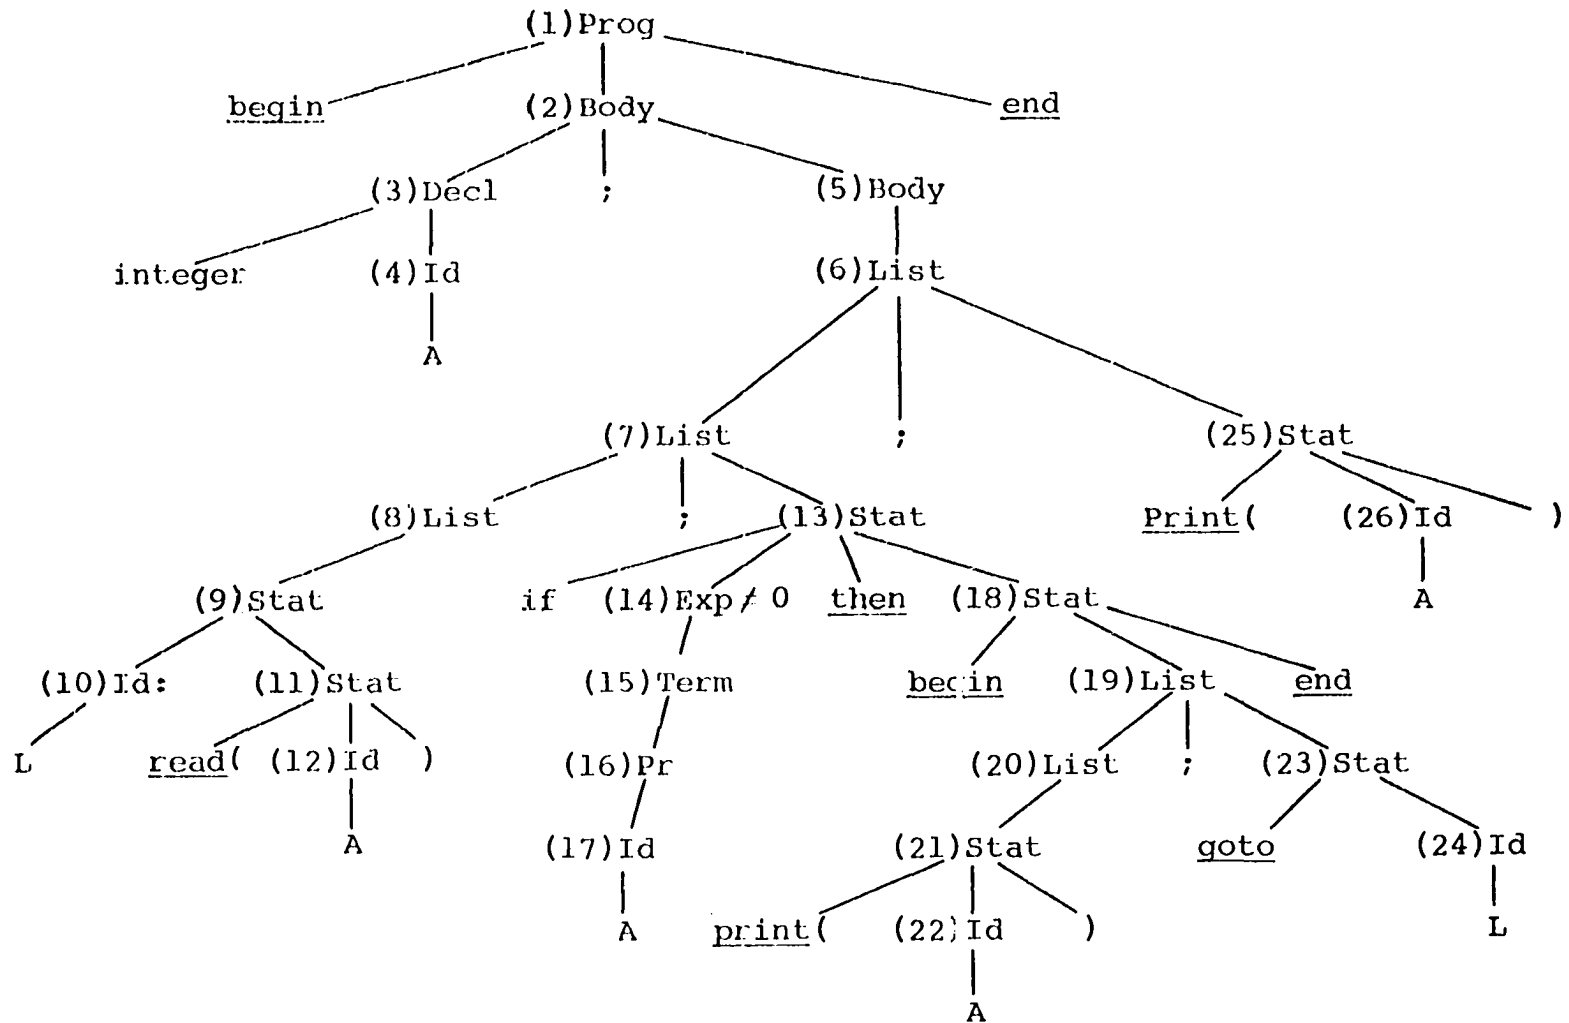 (1)Prog
begin (2)Body end
(3)Decl ; (5)Body
integer (4)Id (6)List
A
(7)List ; (25)Stat
(8)List ; (13)Stat Print( (26)Id )
(9)Stat if (14)Exp ≠ 0 then (18)Stat A
(10)Id: (11)Stat (15)Term begin (19)List end
L read( (12)Id ) (16)Pr (20)List ; (23)Stat
A (17)Id (21)Stat goto (24)Id
A print( (22)Id ) L
A